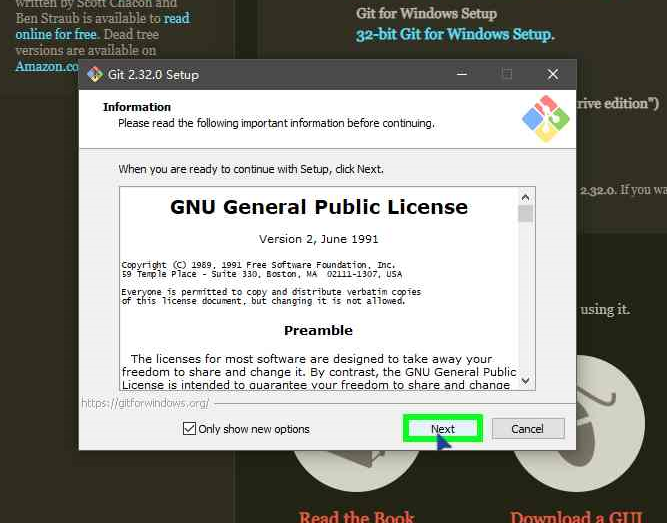 written by Scott Chacon and
Ben Straub is available to read
online for free. Dead tree
versions are available on
Amazon.co
Git for Windows Setup
32-bit Git for Windows Setup.
rive edition")
2.32.0. If you wa
using it.
Git 2.32.0 Setup
Information
Please read the following important information before continuing.
When you are ready to continue with Setup, click Next.
GNU General Public License
Version 2, June 1991
Copyright (C) 1989, 1991 Free Software Foundation, Inc.
59 Temple Place - Suite 330, Boston, MA  02111-1307, USA
Everyone is permitted to copy and distribute verbatim copies
of this license document, but changing it is not allowed.
Preamble
The licenses for most software are designed to take away your
freedom to share and change it. By contrast, the GNU General Public
License is intended to guarantee your freedom to share and change
https://gitforwindows.org/
Only show new options
Next
Cancel
Read the Book
Download a GUI